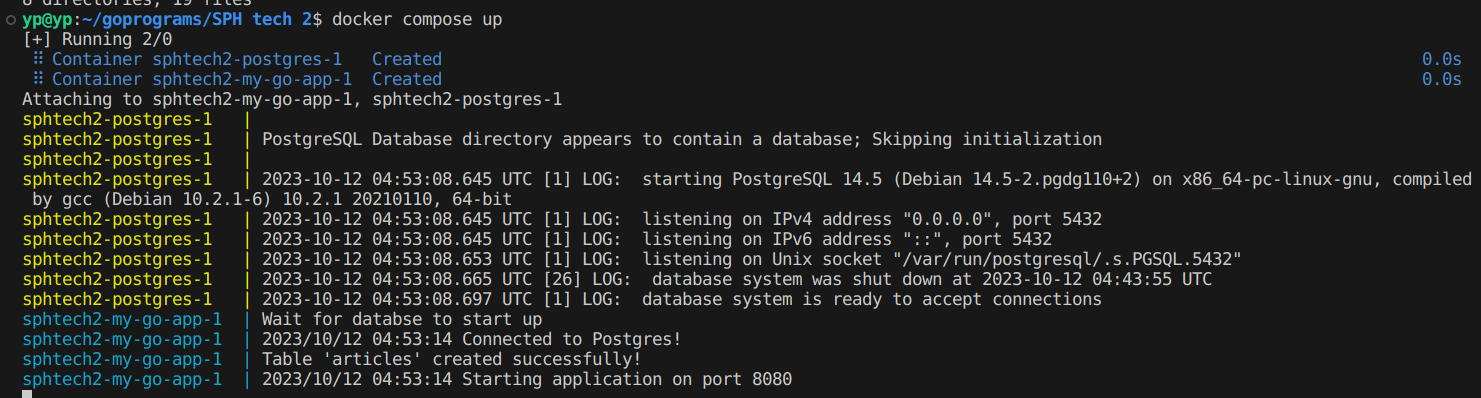 8 directories, 19 files
yp@yp:~/goprograms/SPH tech 2$ docker compose up
[+] Running 2/0
⠿ Container sphtech2-postgres-1   Created   0.0s
⠿ Container sphtech2-my-go-app-1  Created   0.0s
Attaching to sphtech2-my-go-app-1, sphtech2-postgres-1
sphtech2-postgres-1   |
sphtech2-postgres-1   | PostgreSQL Database directory appears to contain a database; Skipping initialization
sphtech2-postgres-1   |
sphtech2-postgres-1   | 2023-10-12 04:53:08.645 UTC [1] LOG:  starting PostgreSQL 14.5 (Debian 14.5-2.pgdg110+2) on x86_64-pc-linux-gnu, compiled
by gcc (Debian 10.2.1-6) 10.2.1 20210110, 64-bit
sphtech2-postgres-1   | 2023-10-12 04:53:08.645 UTC [1] LOG:  listening on IPv4 address "0.0.0.0", port 5432
sphtech2-postgres-1   | 2023-10-12 04:53:08.645 UTC [1] LOG:  listening on IPv6 address "::", port 5432
sphtech2-postgres-1   | 2023-10-12 04:53:08.653 UTC [1] LOG:  listening on Unix socket "/var/run/postgresql/.s.PGSQL.5432"
sphtech2-postgres-1   | 2023-10-12 04:53:08.665 UTC [26] LOG:  database system was shut down at 2023-10-12 04:43:55 UTC
sphtech2-postgres-1   | 2023-10-12 04:53:08.697 UTC [1] LOG:  database system is ready to accept connections
sphtech2-my-go-app-1  | Wait for databse to start up
sphtech2-my-go-app-1  | 2023/10/12 04:53:14 Connected to Postgres!
sphtech2-my-go-app-1  | Table 'articles' created successfully!
sphtech2-my-go-app-1  | 2023/10/12 04:53:14 Starting application on port 8080